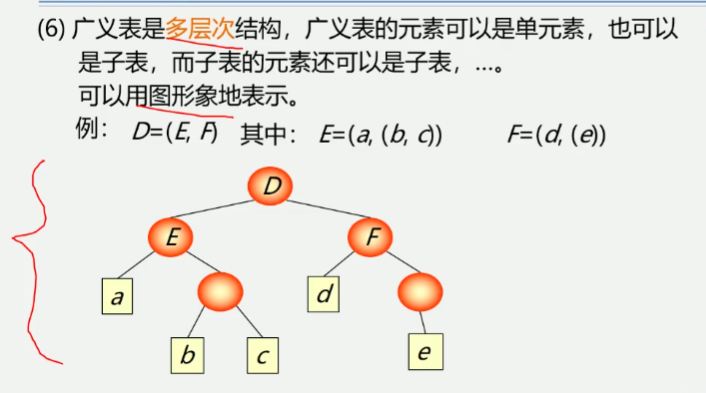 (6) 广义表是多层次结构，广义表的元素可以是单元素，也可以
是子表，而子表的元素还可以是子表，…。
可以用图形象地表示。
例： D=(E, F) 其中： E=(a, (b, c)) F=(d, (e))
D
E F
a d
b c e